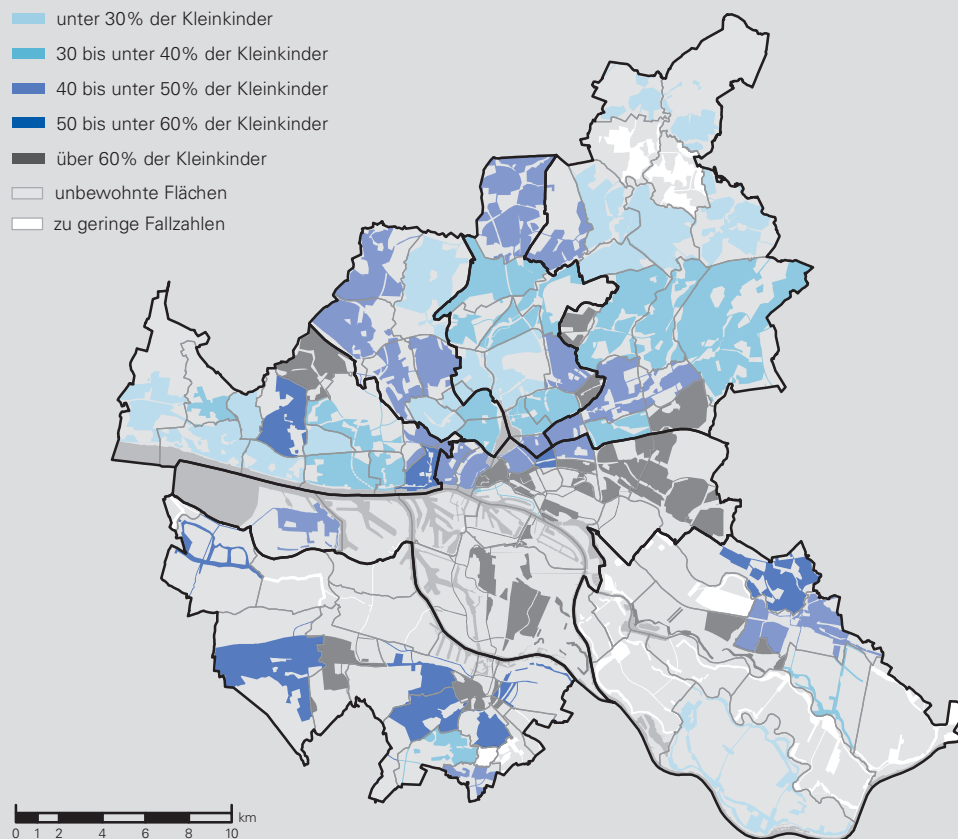 unter 30% der Kleinkinder
30 bis unter 40% der Kleinkinder
40 bis unter 50% der Kleinkinder
50 bis unter 60% der Kleinkinder
über 60% der Kleinkinder
unbewohnte Flächen
zu geringe Fallzahlen
km
0 1 2 4 6 8 10